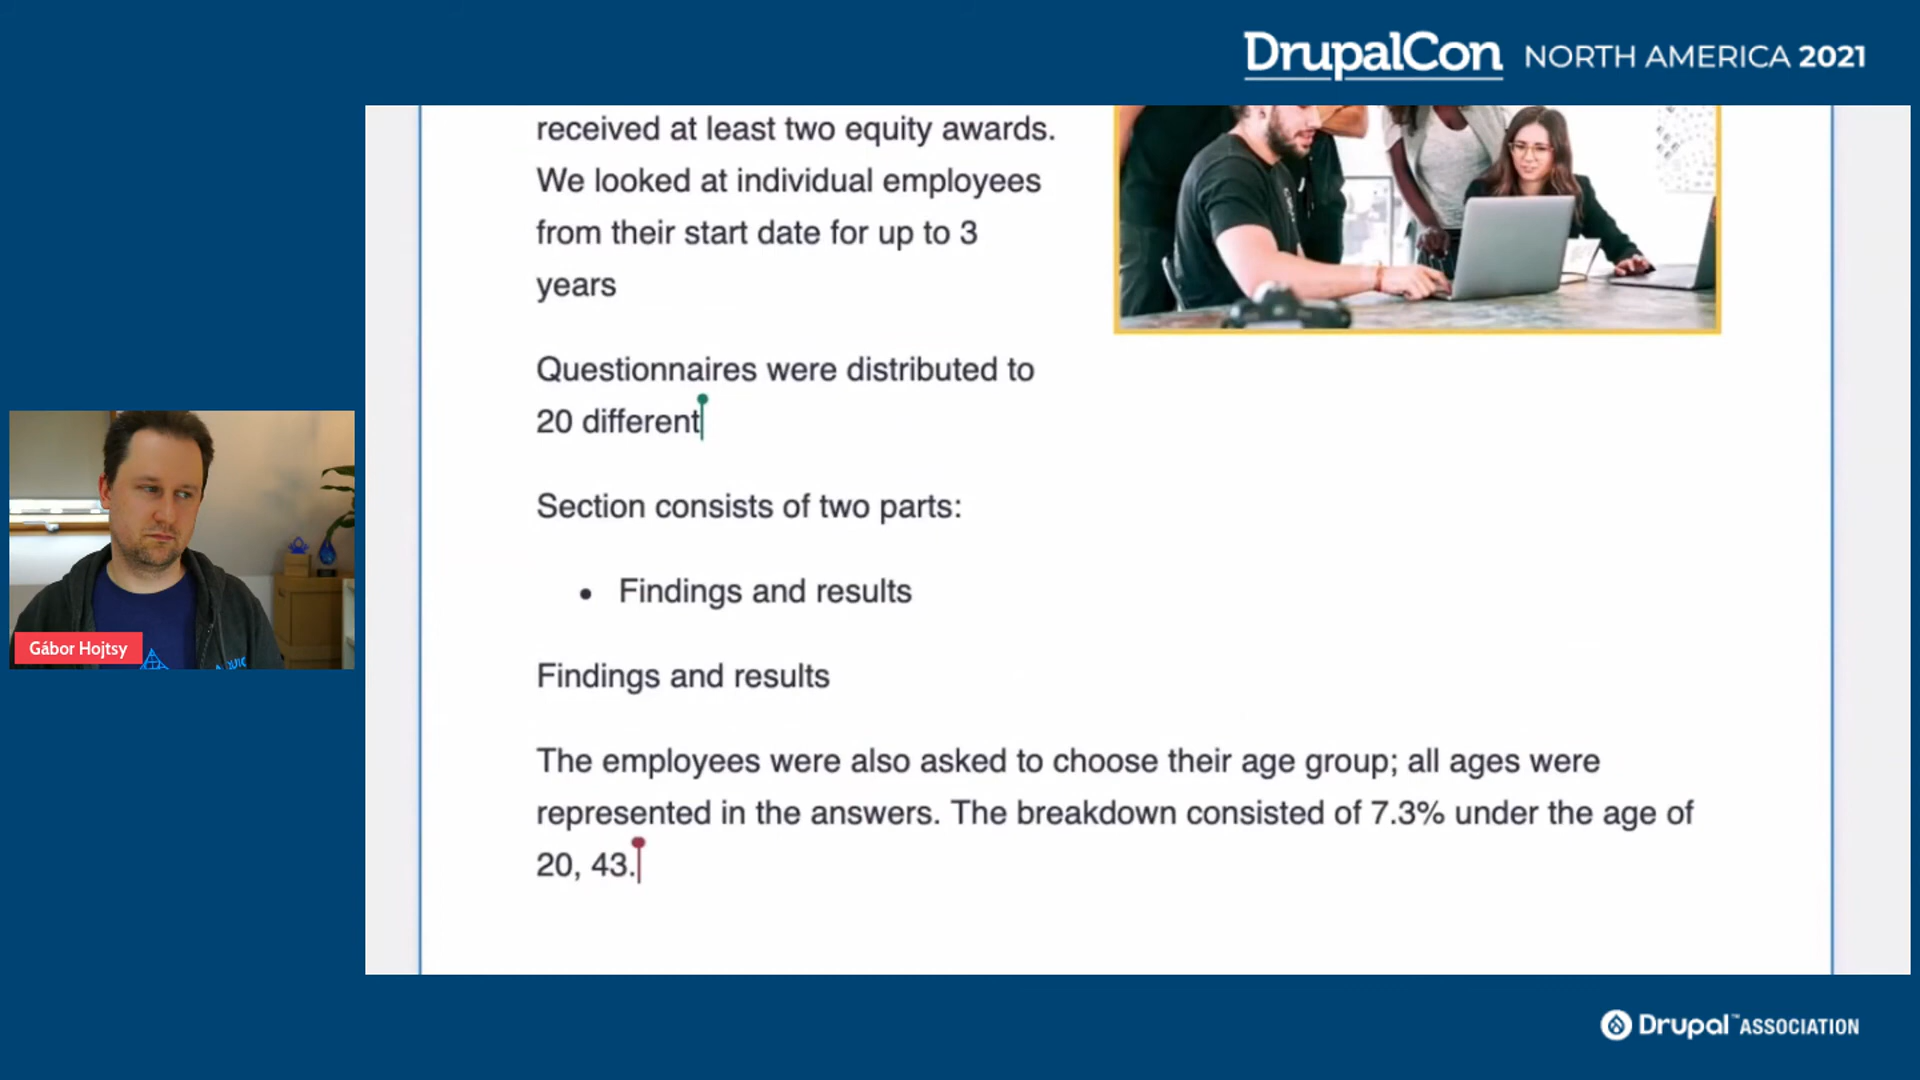 DrupalCon NORTH AMERICA 2021
received at least two equity awards.
We looked at individual employees
from their start date for up to 3
years
Questionnaires were distributed to
20 different
Section consists of two parts:
• Findings and results
Findings and results
The employees were also asked to choose their age group; all ages were
represented in the answers. The breakdown consisted of 7.3% under the age of
20, 43.
Gábor Hojtsy
Drupal™ ASSOCIATION